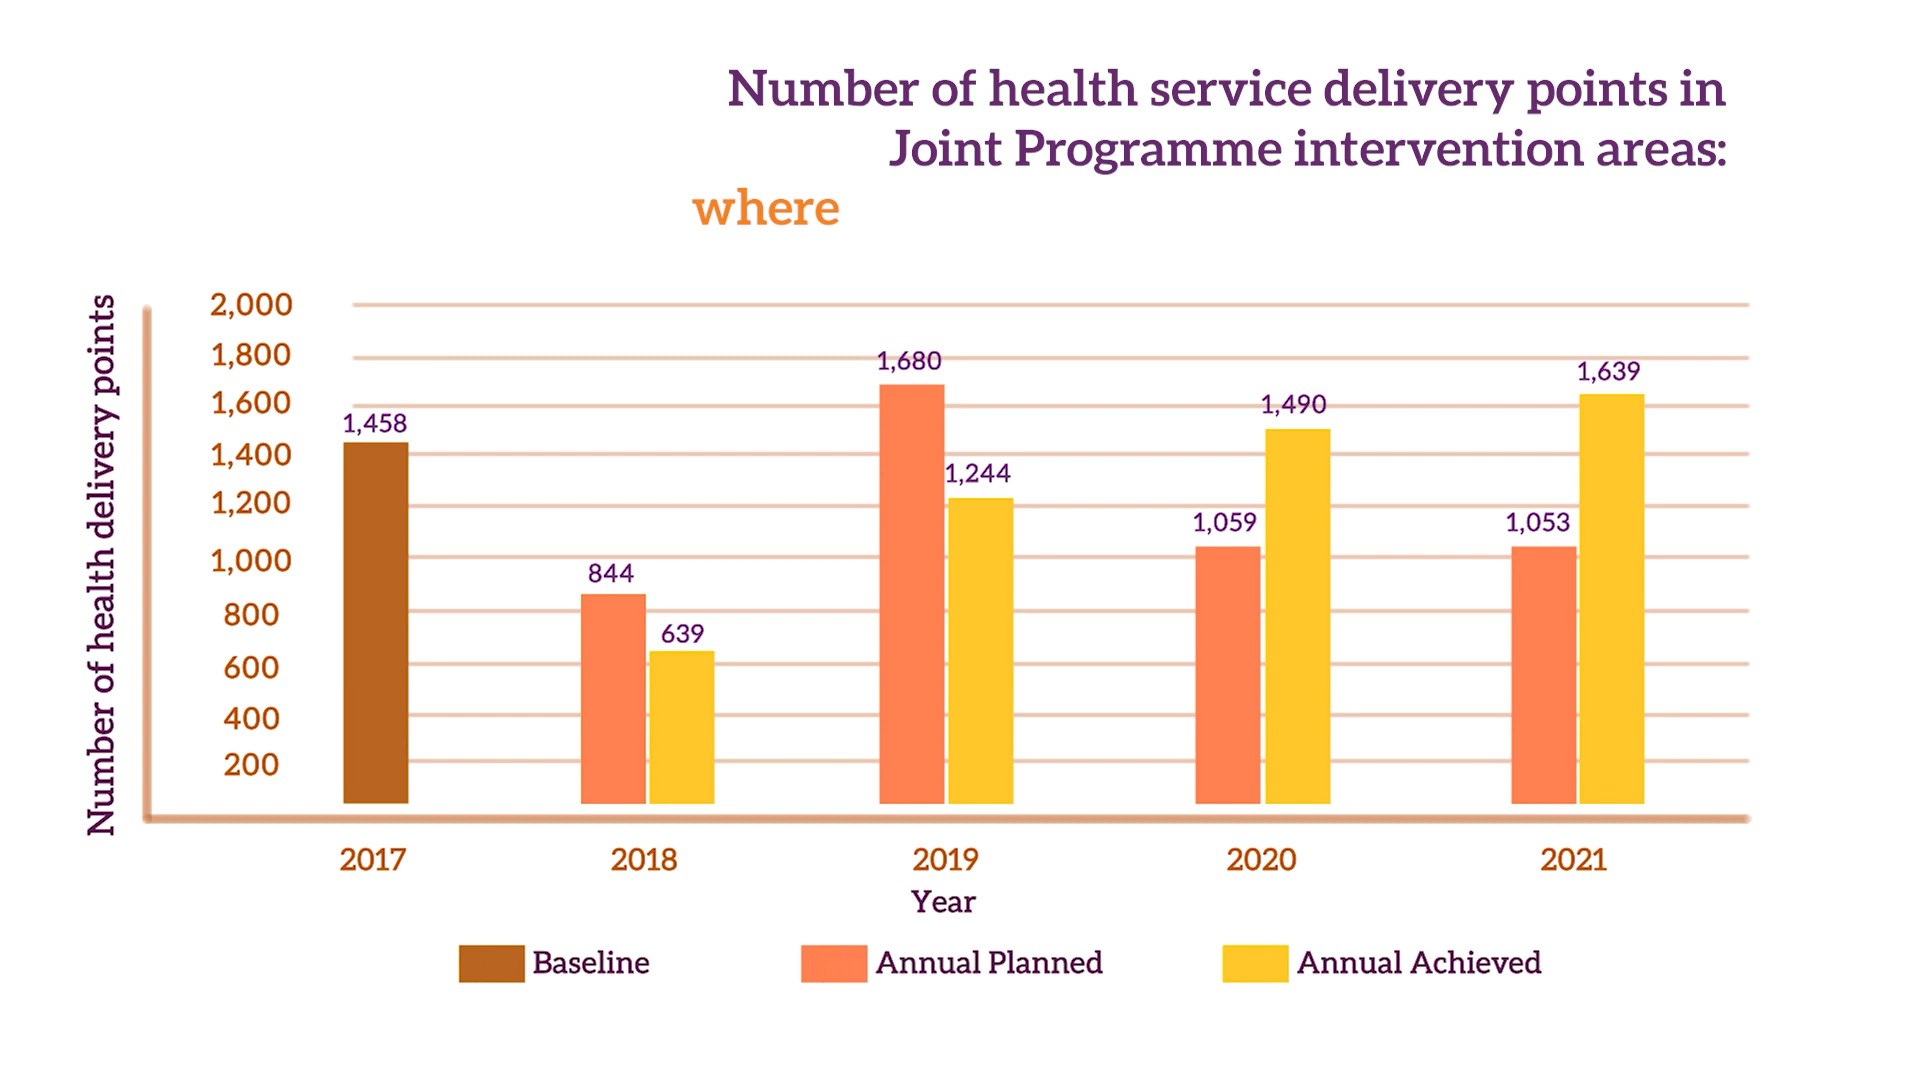 Number of health service delivery points in
Joint Programme intervention areas:
where
Number of health delivery points
2,000
1,800
1,600
1,400
1,200
1,000
800
600
400
200
1,458
844
639
1,680
1,244
1,059
1,490
1,053
1,639
2017 2018 2019 2020 2021
Year
Baseline Annual Planned Annual Achieved